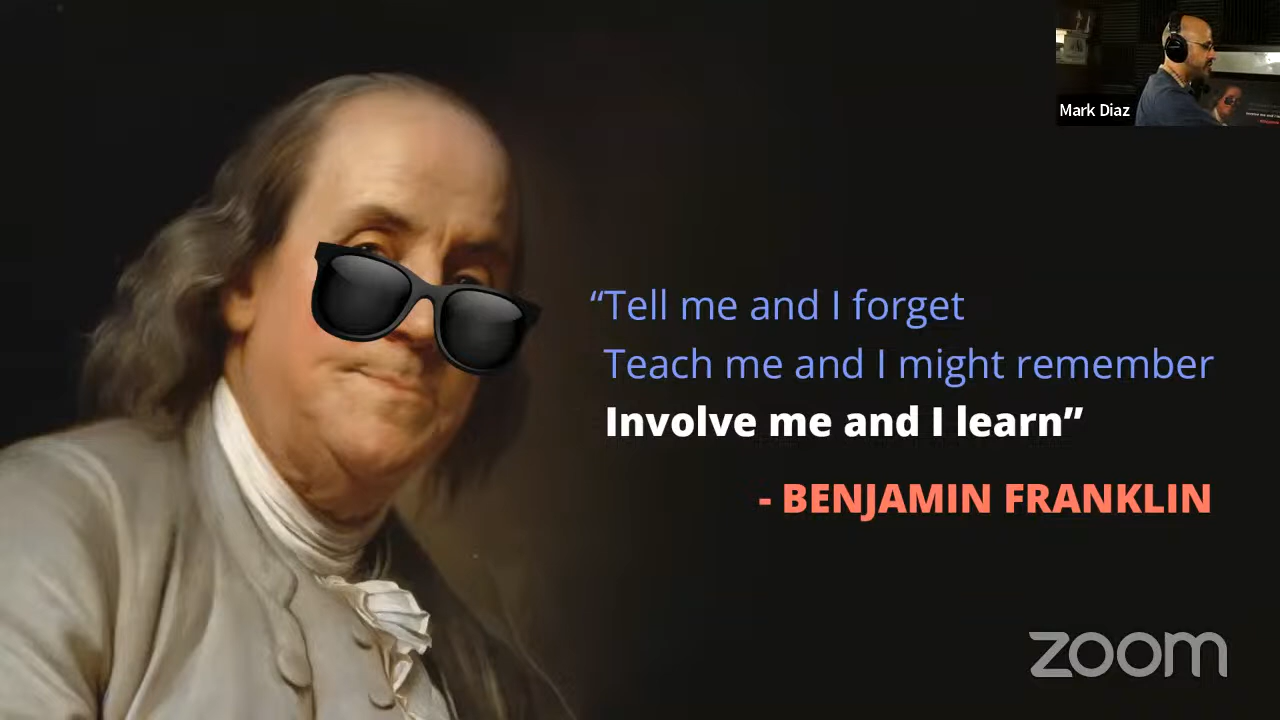 Mark Diaz
“Tell me and I forget
Teach me and I might remember
Involve me and I learn”
- BENJAMIN FRANKLIN
zoom